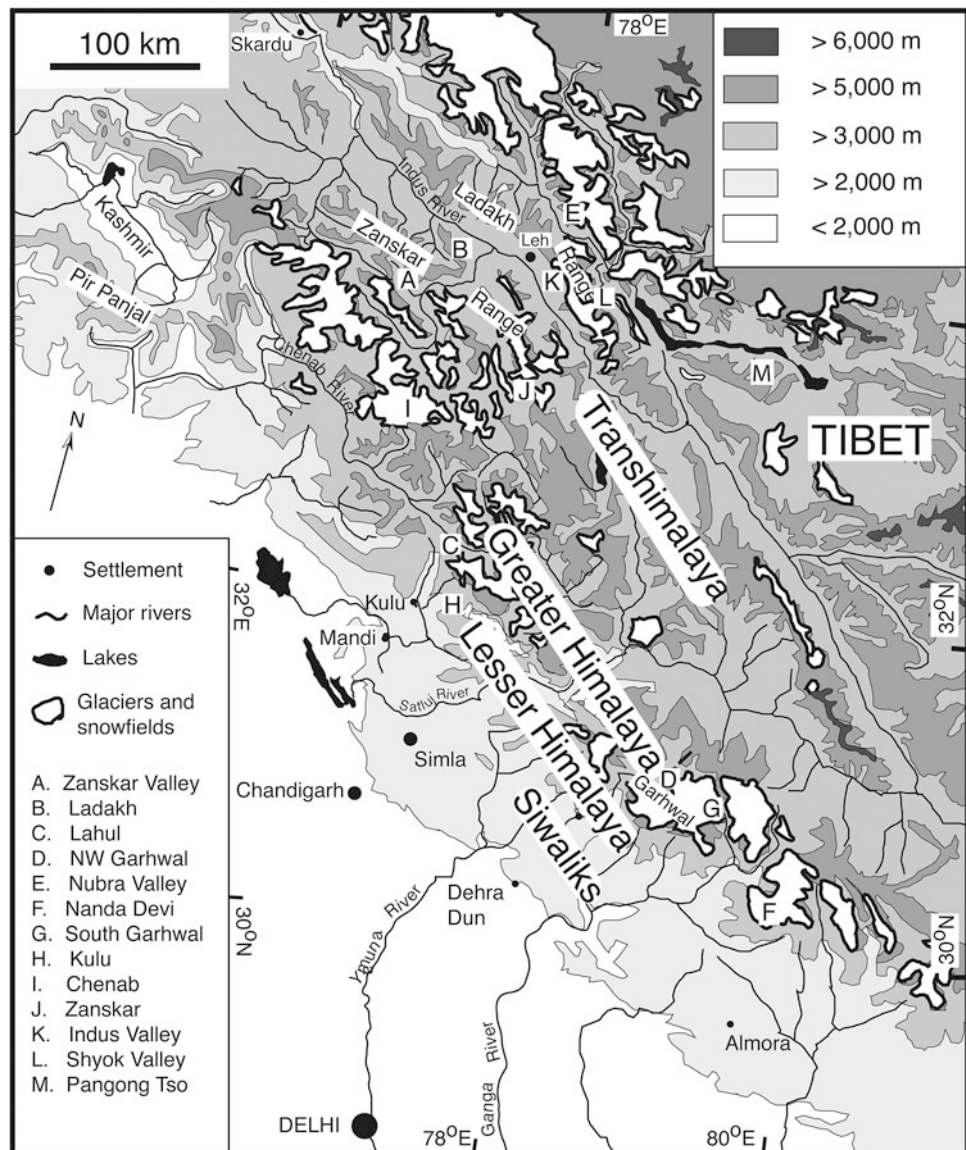 100 km
Skardu
78°E
> 6,000 m
> 5,000 m
> 3,000 m
> 2,000 m
< 2,000 m
Kashmir
Pir Panjal
Indus River
Ladakh
Range
Zanskar
Range
Leh
A
B
E
K
L
Chenab River
I
J
M
N
Transhimalaya
TIBET
Greater Himalaya
Lesser Himalaya
Siwaliks
C
H
32°E
32°N
Kulu
Mandi
Satluj River
Simla
Chandigarh
D
Garhwal
G
F
Settlement
Major rivers
Lakes
Glaciers and
snowfields
A. Zanskar Valley
B. Ladakh
C. Lahul
D. NW Garhwal
E. Nubra Valley
F. Nanda Devi
G. South Garhwal
H. Kulu
I. Chenab
J. Zanskar
K. Indus Valley
L. Shyok Valley
M. Pangong Tso
30°N
30°N
Dehra
Dun
Ymuna River
Ganga River
Almora
DELHI
78°E
80°E